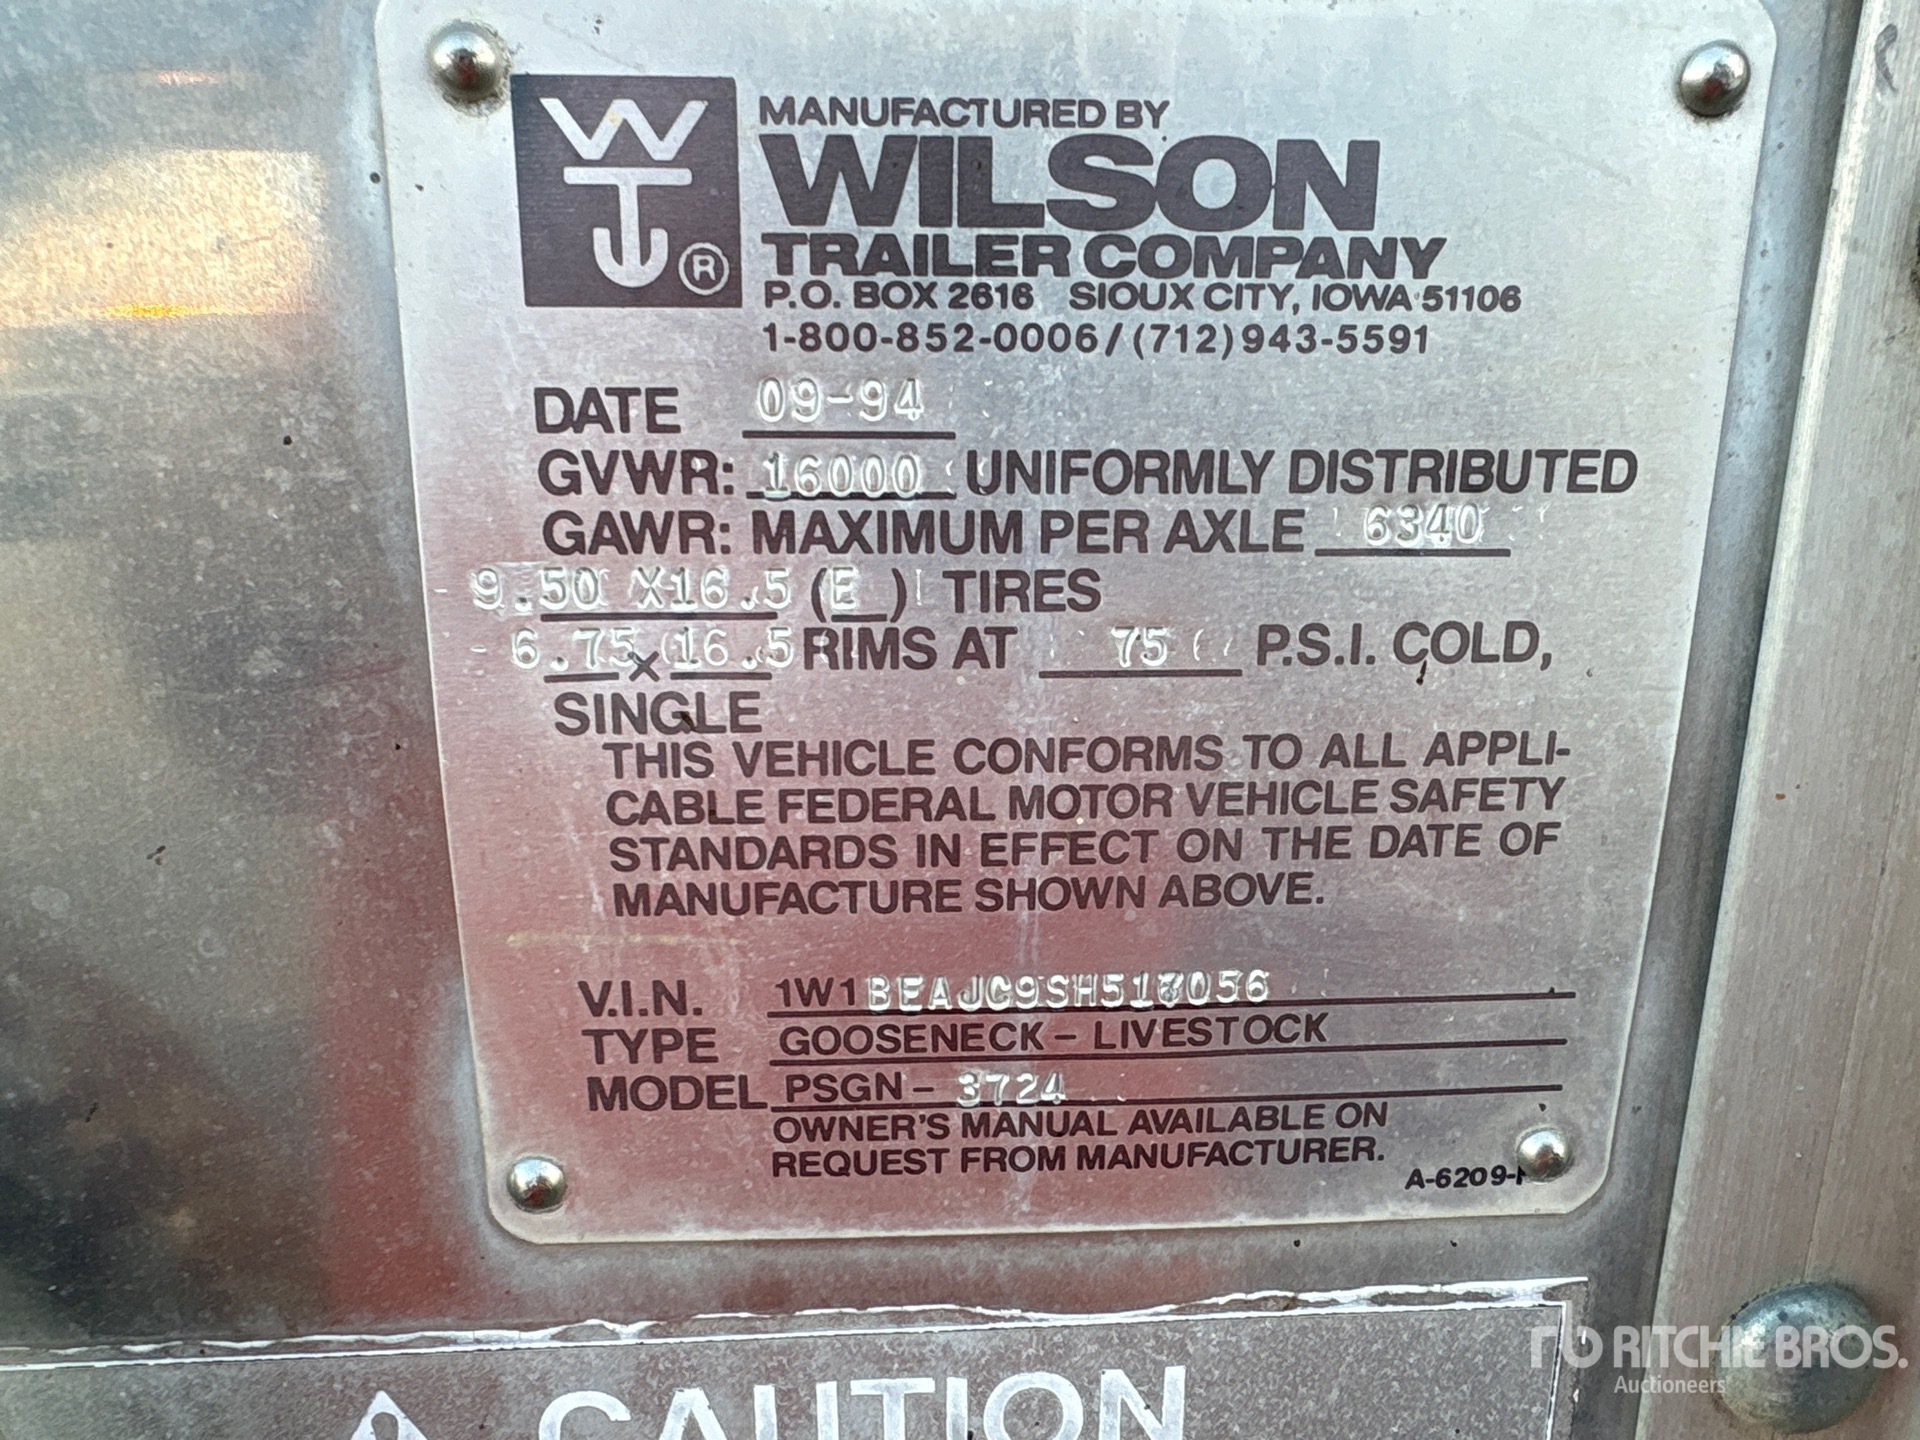 WT ®
MANUFACTURED BY
WILSON
TRAILER COMPANY
P.O. BOX 2616 SIOUX CITY, IOWA 51106
1-800-852-0006/(712)943-5591
DATE 09-94
GVWR: 16000 UNIFORMLY DISTRIBUTED
GAWR: MAXIMUM PER AXLE 6340
9.50 X16.5 (E) TIRES
6.75 x 16.5 RIMS AT 75 P.S.I. COLD,
SINGLE
THIS VEHICLE CONFORMS TO ALL APPLI-
CABLE FEDERAL MOTOR VEHICLE SAFETY
STANDARDS IN EFFECT ON THE DATE OF
MANUFACTURE SHOWN ABOVE.
V.I.N.
TYPE GOOSENECK - LIVESTOCK
MODEL PSGN - 3724
OWNER'S MANUAL AVAILABLE ON
REQUEST FROM MANUFACTURER.
A-6209-
CAUTION
RITCHIE BROS.
Auctioneers